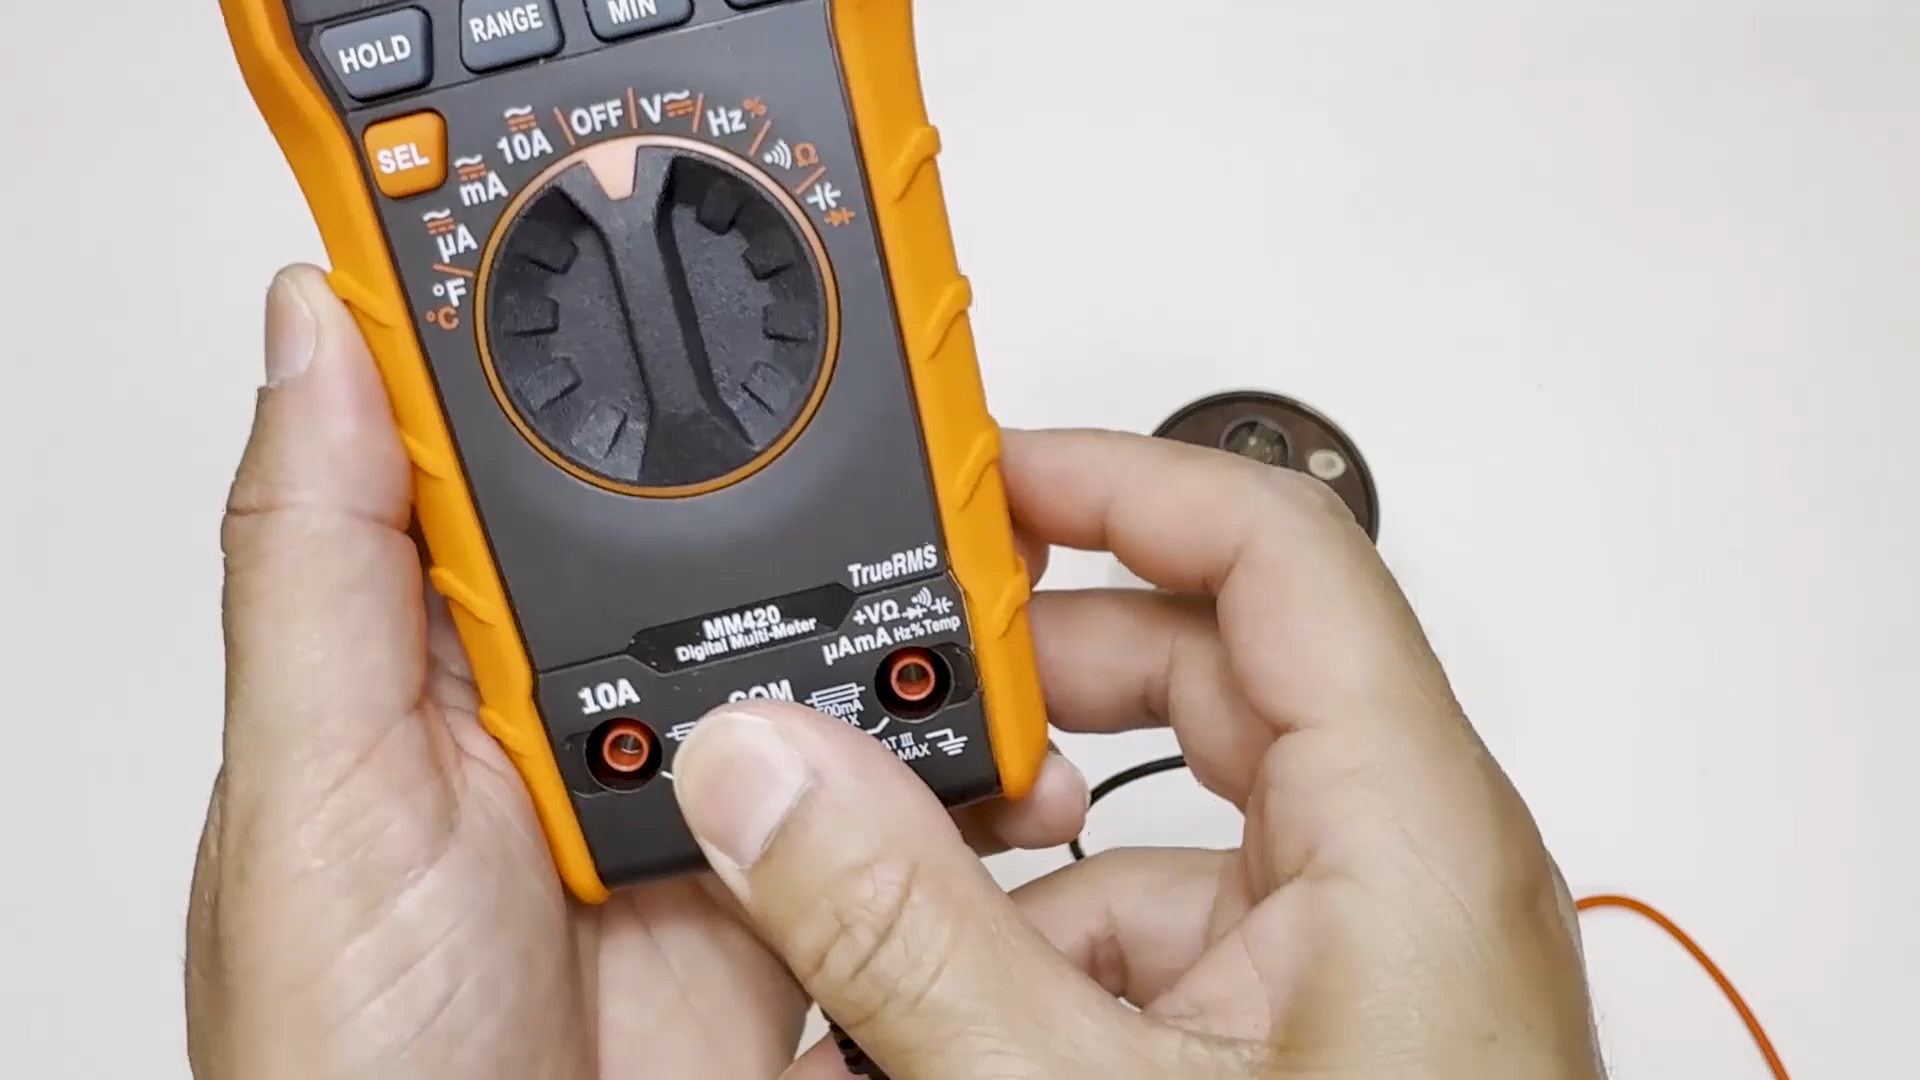 HOLD
RANGE
MIN
SEL
10A
OFF
V
Hz %
Ω
mA
µA
°F
°C
TrueRMS
MM420
Digital Multi-Meter
+VΩ
µAmA Hz%Temp
10A
COM
MAX